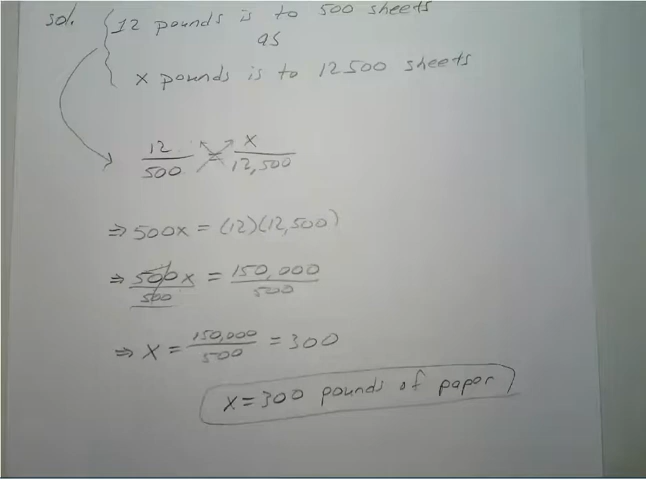 sol. 12 pounds is to 500 sheets
as
x pounds is to 12500 sheets
12/500 = x/12,500
⇒ 500x = (12)(12,500)
⇒ 500x/500 = 150,000/500
⇒ x = 150,000/500 = 300
x = 300 pounds of paper